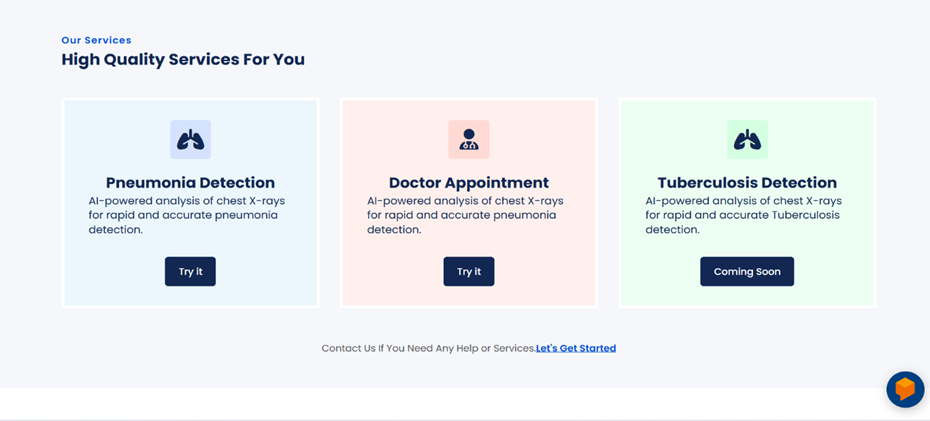 Our Services
High Quality Services For You
Pneumonia Detection
AI-powered analysis of chest X-rays
for rapid and accurate pneumonia
detection.
Try it
Doctor Appointment
AI-powered analysis of chest X-rays
for rapid and accurate pneumonia
detection.
Try it
Tuberculosis Detection
AI-powered analysis of chest X-rays
for rapid and accurate Tuberculosis
detection.
Coming Soon
Contact Us If You Need Any Help or Services.Let's Get Started